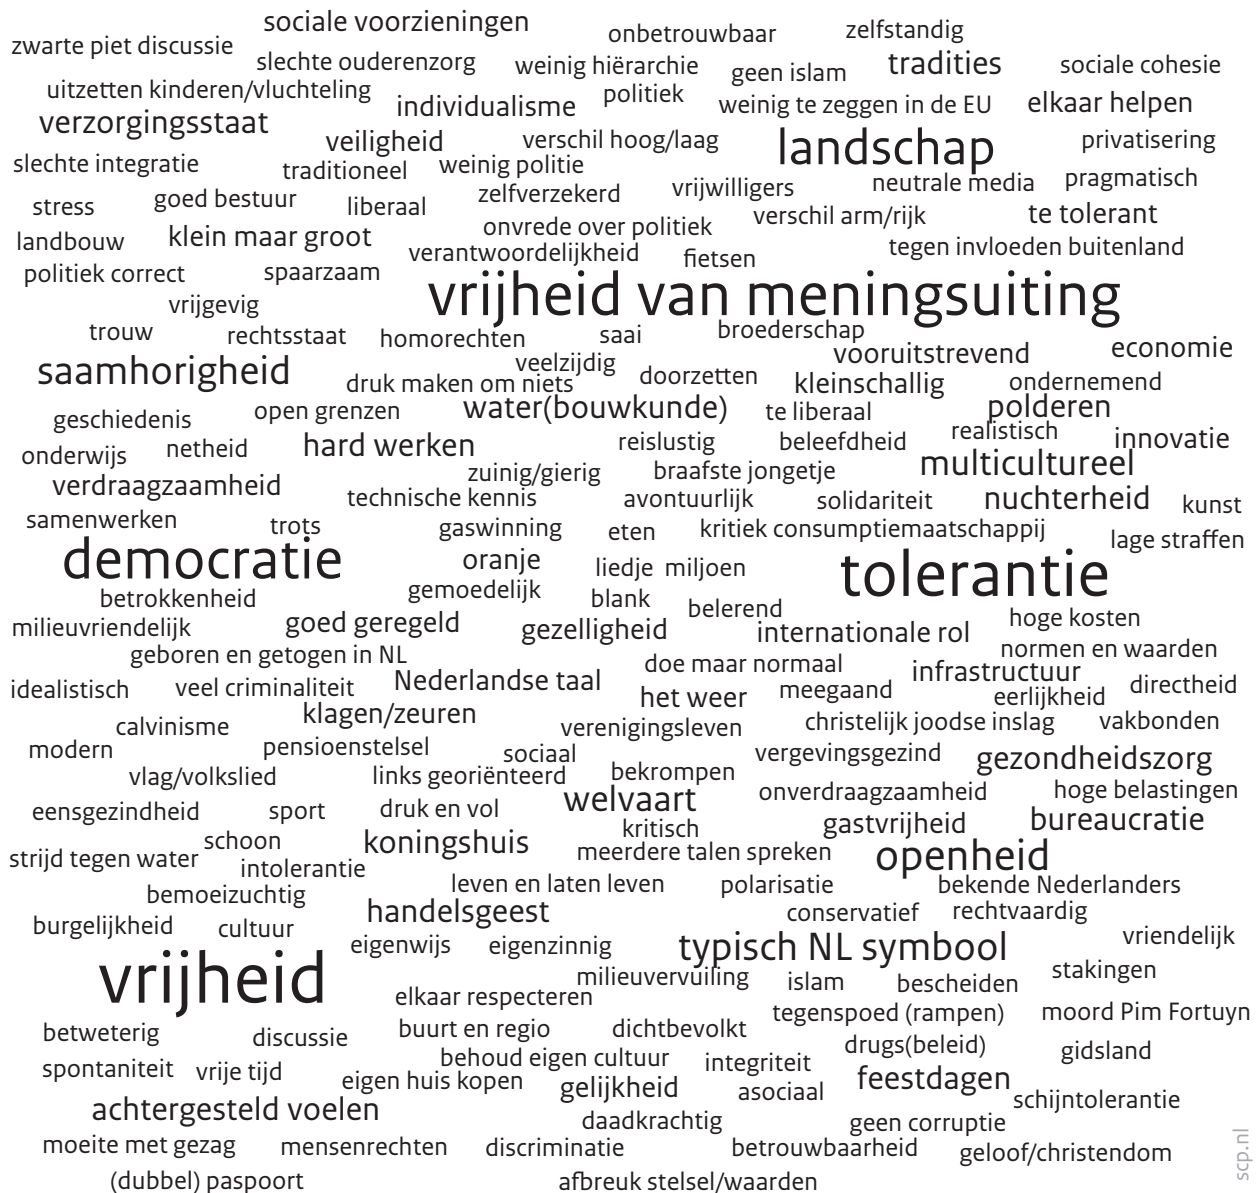 sociale voorzieningen
onbetrouwbaar
zelfstandig
zwarte piet discussie
slechte ouderenzorg
weinig hiërarchie
geen islam
tradities
sociale cohesie
uitzetten kinderen/vluchteling
individualisme
politiek
weinig te zeggen in de EU
elkaar helpen
verzorgingsstaat
veiligheid
verschil hoog/laag
landschap
privatisering
slechte integratie
traditioneel
weinig politie
zelfverzekerd
vrijwilligers
neutrale media
pragmatisch
stress
goed bestuur
liberaal
onvrede over politiek
verschil arm/rijk
te tolerant
landbouw
klein maar groot
verantwoordelijkheid
fietsen
tegen invloeden buitenland
politiek correct
spaarzaam
vrijheid van meningsuiting
vrijgevig
trouw
rechtsstaat
homorechten
saai
broederschap
vooruitstrevend
economie
saamhorigheid
druk maken om niets
veelzijdig
doorzetten
kleinschallig
ondernemend
geschiedenis
open grenzen
water(bouwkunde)
te liberaal
polderen
realistisch
innovatie
onderwijs
netheid
hard werken
reislustig
beleefdheid
zuinig/gierig
braafste jongetje
multicultureel
verdraagzaamheid
technische kennis
avontuurlijk
solidariteit
nuchterheid
kunst
samenwerken
trots
gaswinning
eten
kritiek consumptiemaatschappij
lage straffen
democratie
oranje
liedje miljoen
tolerantie
betrokkenheid
gemoedelijk
blank
belerend
hoge kosten
milieuvriendelijk
goed geregeld
gezelligheid
internationale rol
normen en waarden
geboren en getogen in NL
doe maar normaal
infrastructuur
idealistisch
veel criminaliteit
Nederlandse taal
het weer
meegaand
eerlijkheid
directheid
calvinisme
klagen/zeuren
verenigingsleven
christelijk joodse inslag
vakbonden
modern
pensioenstelsel
sociaal
vergevingsgezind
gezondheidszorg
vlag/volkslied
links georiënteerd
bekrompen
onverdraagzaamheid
hoge belastingen
eensgezindheid
sport
druk en vol
welvaart
kritisch
gastvrijheid
bureaucratie
strijd tegen water
schoon
koningshuis
meerdere talen spreken
openheid
intolerantie
bemoeizuchtig
leven en laten leven
polarisatie
bekende Nederlanders
burgelijkheid
cultuur
handelsgeest
conservatief
rechtvaardig
eigenwijs
eigenzinnig
typisch NL symbool
vriendelijk
vrijheid
milieuvervuiling
islam
bescheiden
stakingen
elkaar respecteren
tegenspoed (rampen)
moord Pim Fortuyn
betweterig
discussie
buurt en regio
dichtbevolkt
drugs(beleid)
gidsland
spontaniteit
vrije tijd
behoud eigen cultuur
integriteit
eigen huis kopen
gelijkheid
asociaal
feestdagen
schijntolerantie
achtergesteld voelen
daadkrachtig
geen corruptie
moeite met gezag
mensenrechten
discriminatie
betrouwbaarheid
geloof/christendom
(dubbel) paspoort
afbreuk stelsel/waarden
scp.nl